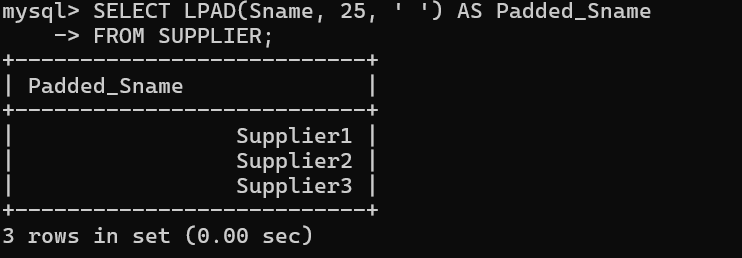 mysql> SELECT LPAD(Sname, 25, ' ') AS Padded_Sname
    -> FROM SUPPLIER;
+---------------------------+
| Padded_Sname              |
+---------------------------+
|                 Supplier1 |
|                 Supplier2 |
|                 Supplier3 |
+---------------------------+
3 rows in set (0.00 sec)